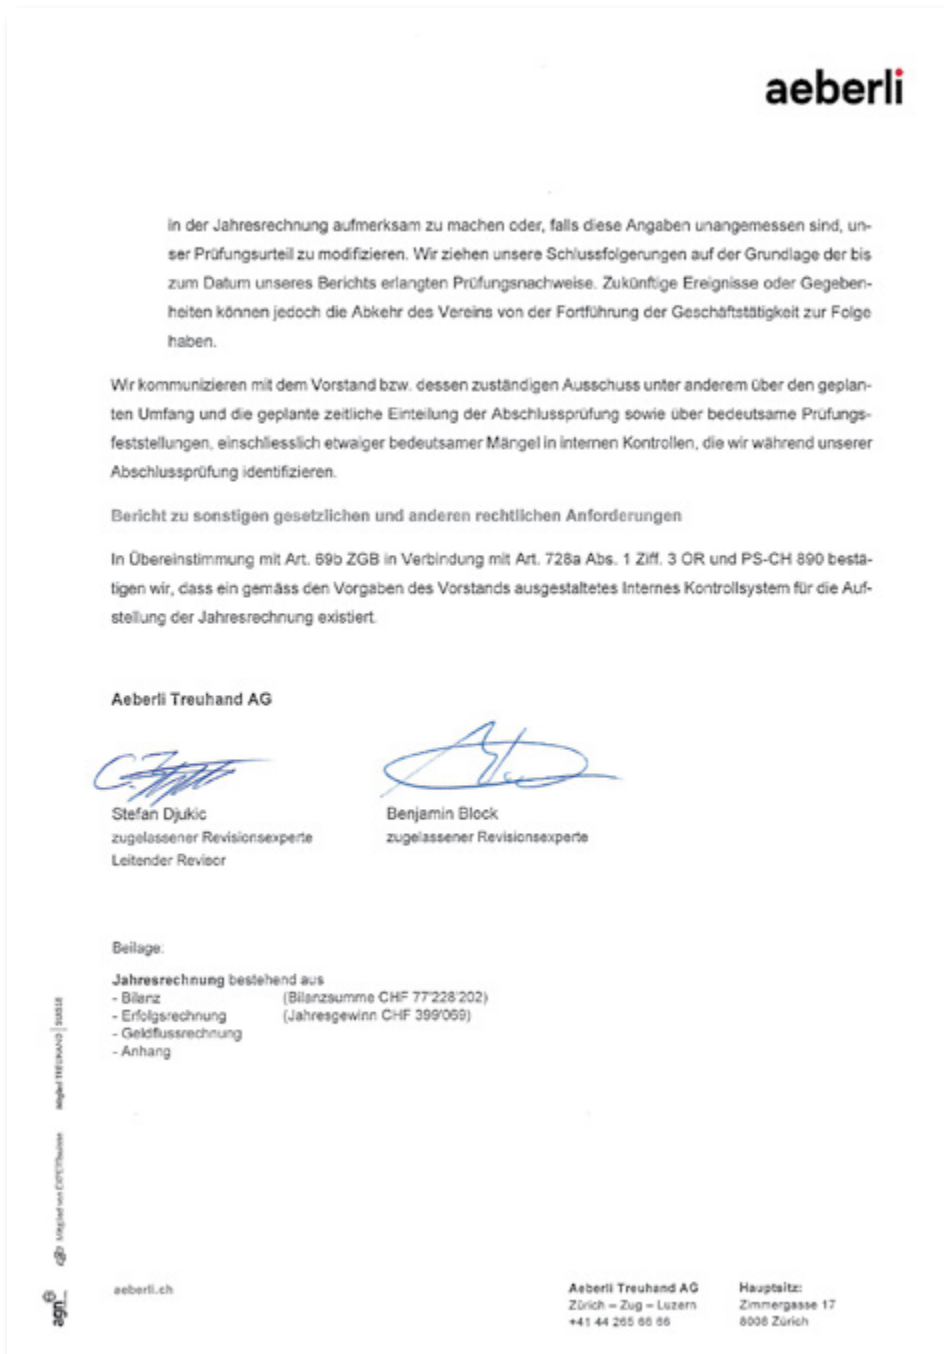 aeberli
in der Jahresrechnung aufmerksam zu machen oder, falls diese Angaben unangemessen sind, un-
ser Prüfungsurteil zu modifizieren. Wir ziehen unsere Schlussfolgerungen auf der Grundlage der bis
zum Datum unseres Berichts erlangten Prüfungsnachweise. Zukünftige Ereignisse oder Gegeben-
heiten können jedoch die Abkehr des Vereins von der Fortführung der Geschäftstätigkeit zur Folge
haben.
Wir kommunizieren mit dem Vorstand bzw. dessen zuständigen Ausschuss unter anderem über den geplan-
ten Umfang und die geplante zeitliche Einteilung der Abschlussprüfung sowie über bedeutsame Prüfungs-
feststellungen, einschliesslich etwaiger bedeutsamer Mängel in internen Kontrollen, die wir während unserer
Abschlussprüfung identifizieren.
Bericht zu sonstigen gesetzlichen und anderen rechtlichen Anforderungen
In Übereinstimmung mit Art. 69b ZGB in Verbindung mit Art. 728a Abs. 1 Ziff. 3 OR und PS-CH 890 bestä-
tigen wir, dass ein gemäss den Vorgaben des Vorstands ausgestaltetes Internes Kontrollsystem für die Auf-
stellung der Jahresrechnung existiert.
Aeberli Treuhand AG
Stefan Djukic
zugelassener Revisionsexperte
Leitender Revisor
Benjamin Block
zugelassener Revisionsexperte
Beilage:
Jahresrechnung bestehend aus
- Bilanz (Bilanzsumme CHF 77'228'202)
- Erfolgsrechnung (Jahresgewinn CHF 399'069)
- Geldflussrechnung
- Anhang
Mitglied TREUHAND | SUISSE
Mitglied von EXPERTsuisse
agn
aeberli.ch
Aeberli Treuhand AG
Zürich – Zug – Luzern
+41 44 265 66 66
Hauptsitz:
Zimmergasse 17
8008 Zürich